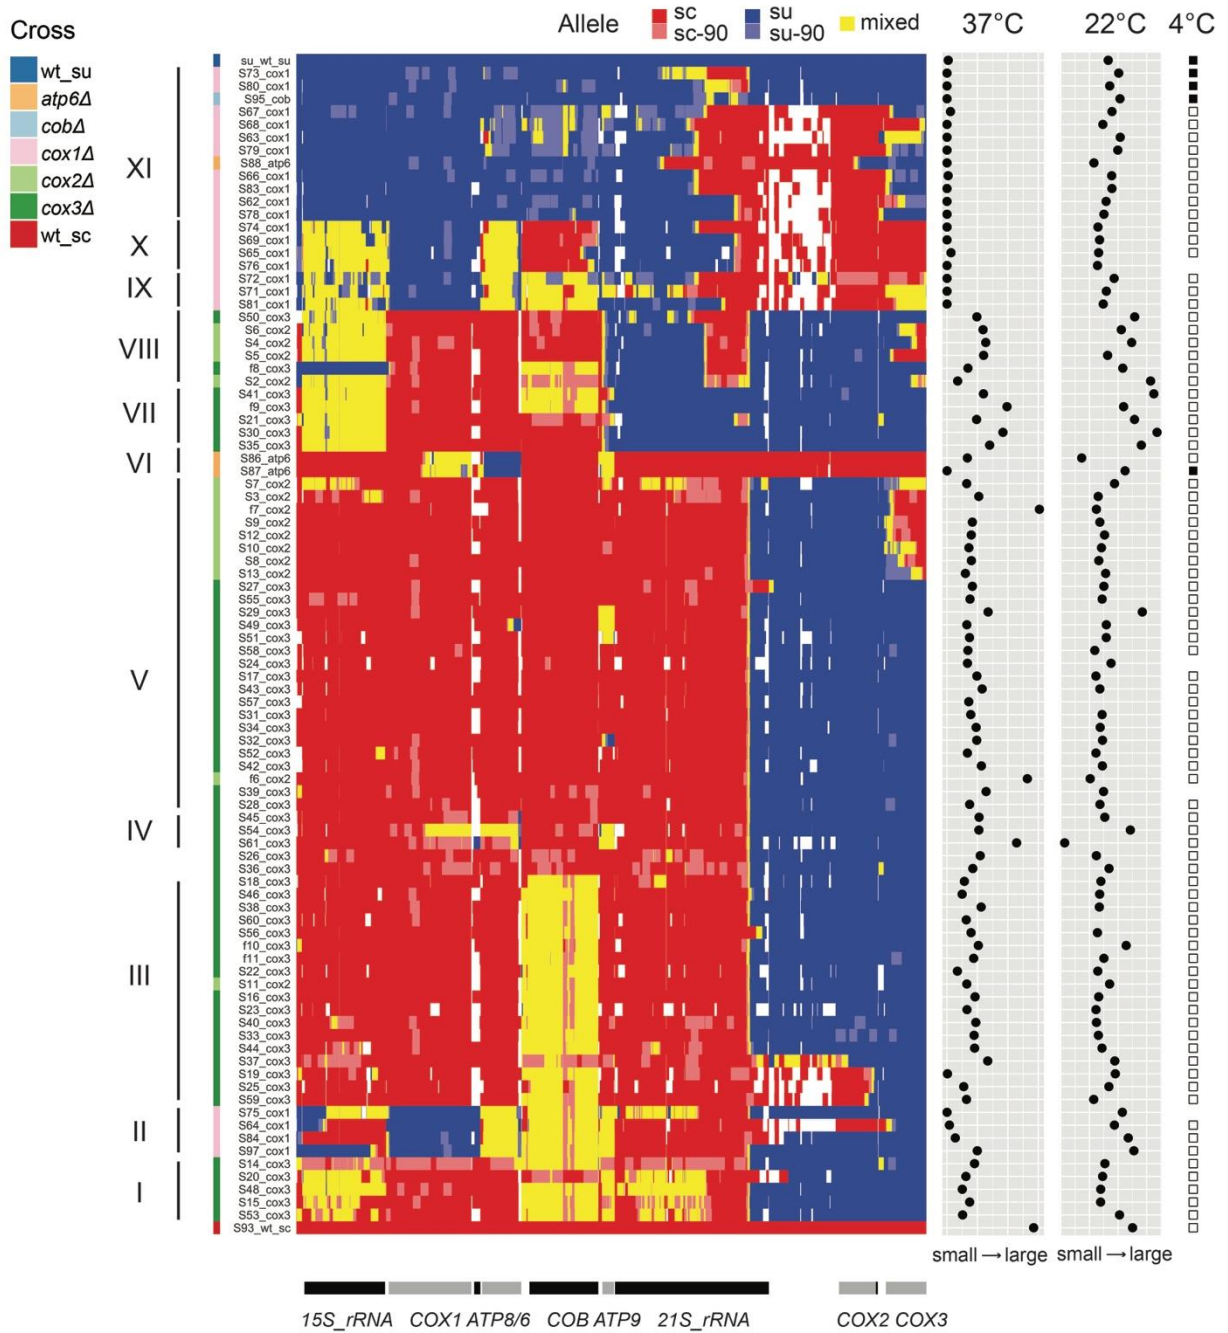 Cross
wt_su
atp6Δ
cobΔ
cox1Δ
cox2Δ
cox3Δ
wt_sc
Allele
sc
sc-90
su
su-90
mixed
37°C
22°C
4°C
XI
X
IX
VIII
VII
VI
V
IV
III
II
I
su_wt_su
S73_cox1
S80_cox1
S95_cob
S67_cox1
S68_cox1
S63_cox1
S79_cox1
S88_atp6
S66_cox1
S83_cox1
S62_cox1
S78_cox1
S74_cox1
S69_cox1
S65_cox1
S76_cox1
S72_cox1
S71_cox1
S81_cox1
S50_cox3
S6_cox2
S4_cox2
S5_cox2
f8_cox3
S2_cox2
S41_cox3
f9_cox3
S21_cox3
S30_cox3
S35_cox3
S86_atp6
S87_atp6
S7_cox2
S3_cox2
f7_cox2
S9_cox2
S12_cox2
S10_cox2
S8_cox2
S13_cox2
S27_cox3
S55_cox3
S29_cox3
S49_cox3
S51_cox3
S58_cox3
S24_cox3
S17_cox3
S43_cox3
S57_cox3
S31_cox3
S34_cox3
S32_cox3
S52_cox3
S42_cox3
f6_cox2
S39_cox3
S28_cox3
S45_cox3
S54_cox3
S61_cox3
S26_cox3
S36_cox3
S18_cox3
S46_cox3
S38_cox3
S60_cox3
S56_cox3
f10_cox3
f11_cox3
S22_cox3
S11_cox2
S16_cox3
S23_cox3
S40_cox3
S33_cox3
S44_cox3
S37_cox3
S19_cox3
S25_cox3
S59_cox3
S75_cox1
S64_cox1
S84_cox1
S97_cox1
S14_cox3
S20_cox3
S48_cox3
S15_cox3
S53_cox3
S93_wt_sc
small → large
small → large
15S_rRNA COX1 ATP8/6 COB ATP9 21S_rRNA COX2 COX3